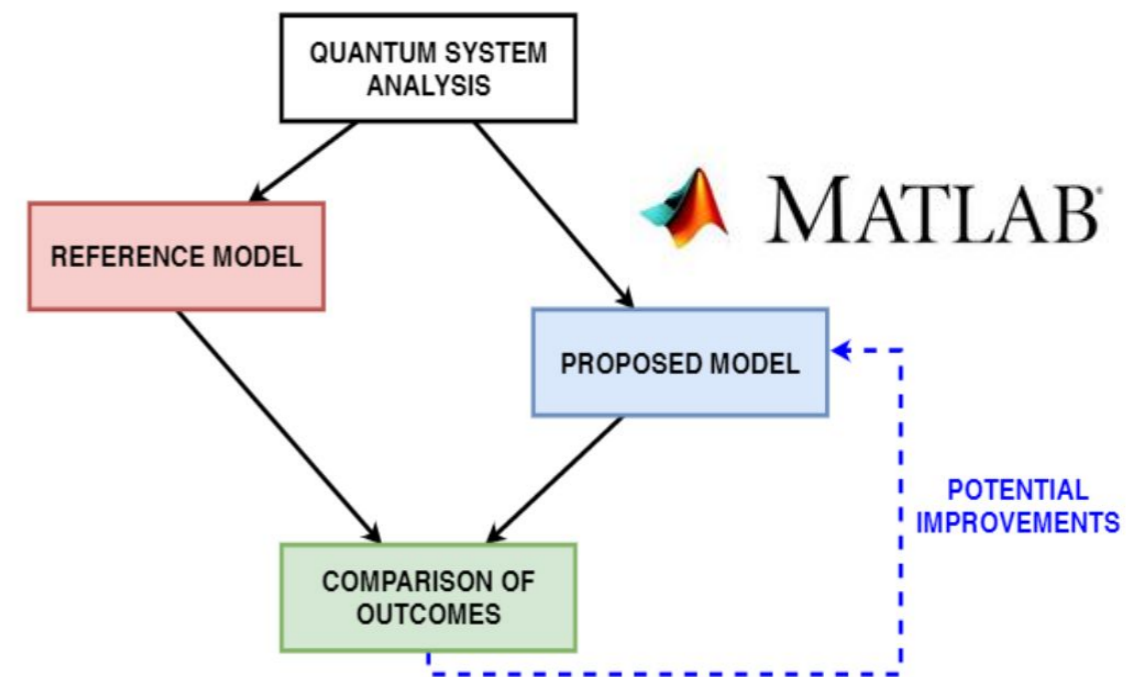 QUANTUM SYSTEM
ANALYSIS
MATLAB®
REFERENCE MODEL
PROPOSED MODEL
POTENTIAL
IMPROVEMENTS
COMPARISON OF
OUTCOMES